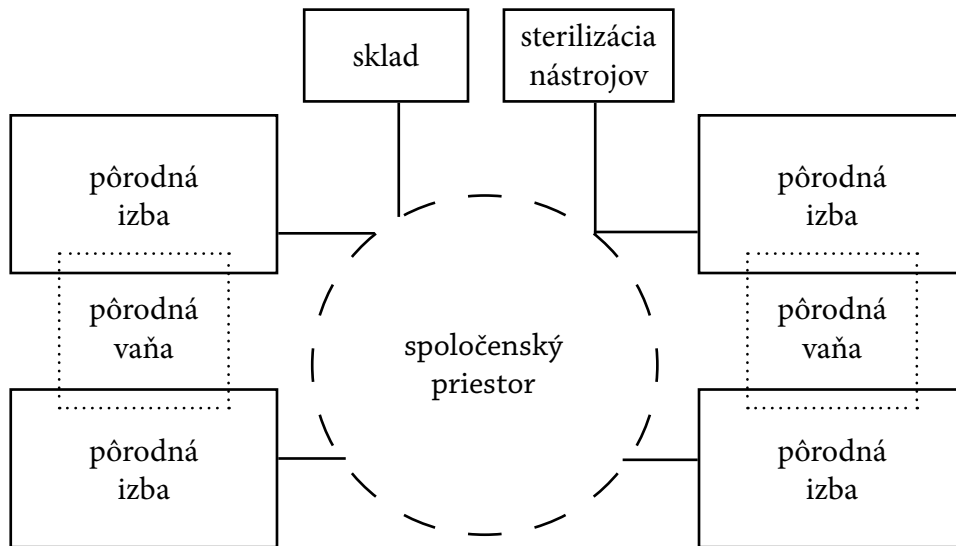 sklad
sterilizácia
nástrojov
pôrodná
izba
pôrodná
izba
pôrodná
vaňa
spoločenský
priestor
pôrodná
vaňa
pôrodná
izba
pôrodná
izba